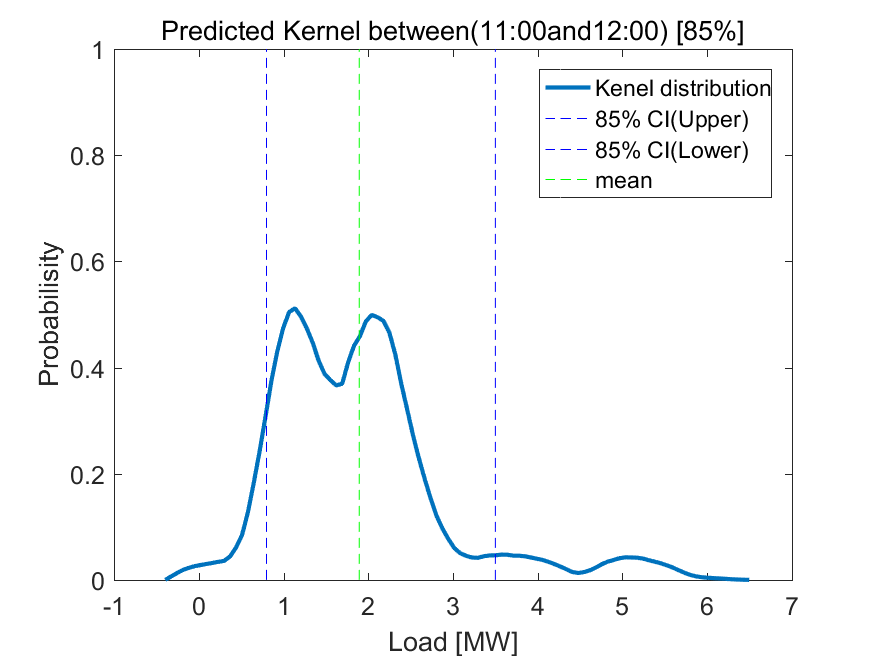 Predicted Kernel between(11:00and12:00) [85%]
Kenel distribution
85% CI(Upper)
85% CI(Lower)
mean
Probabilisity
1
0.8
0.6
0.4
0.2
0
-1 0 1 2 3 4 5 6 7
Load [MW]